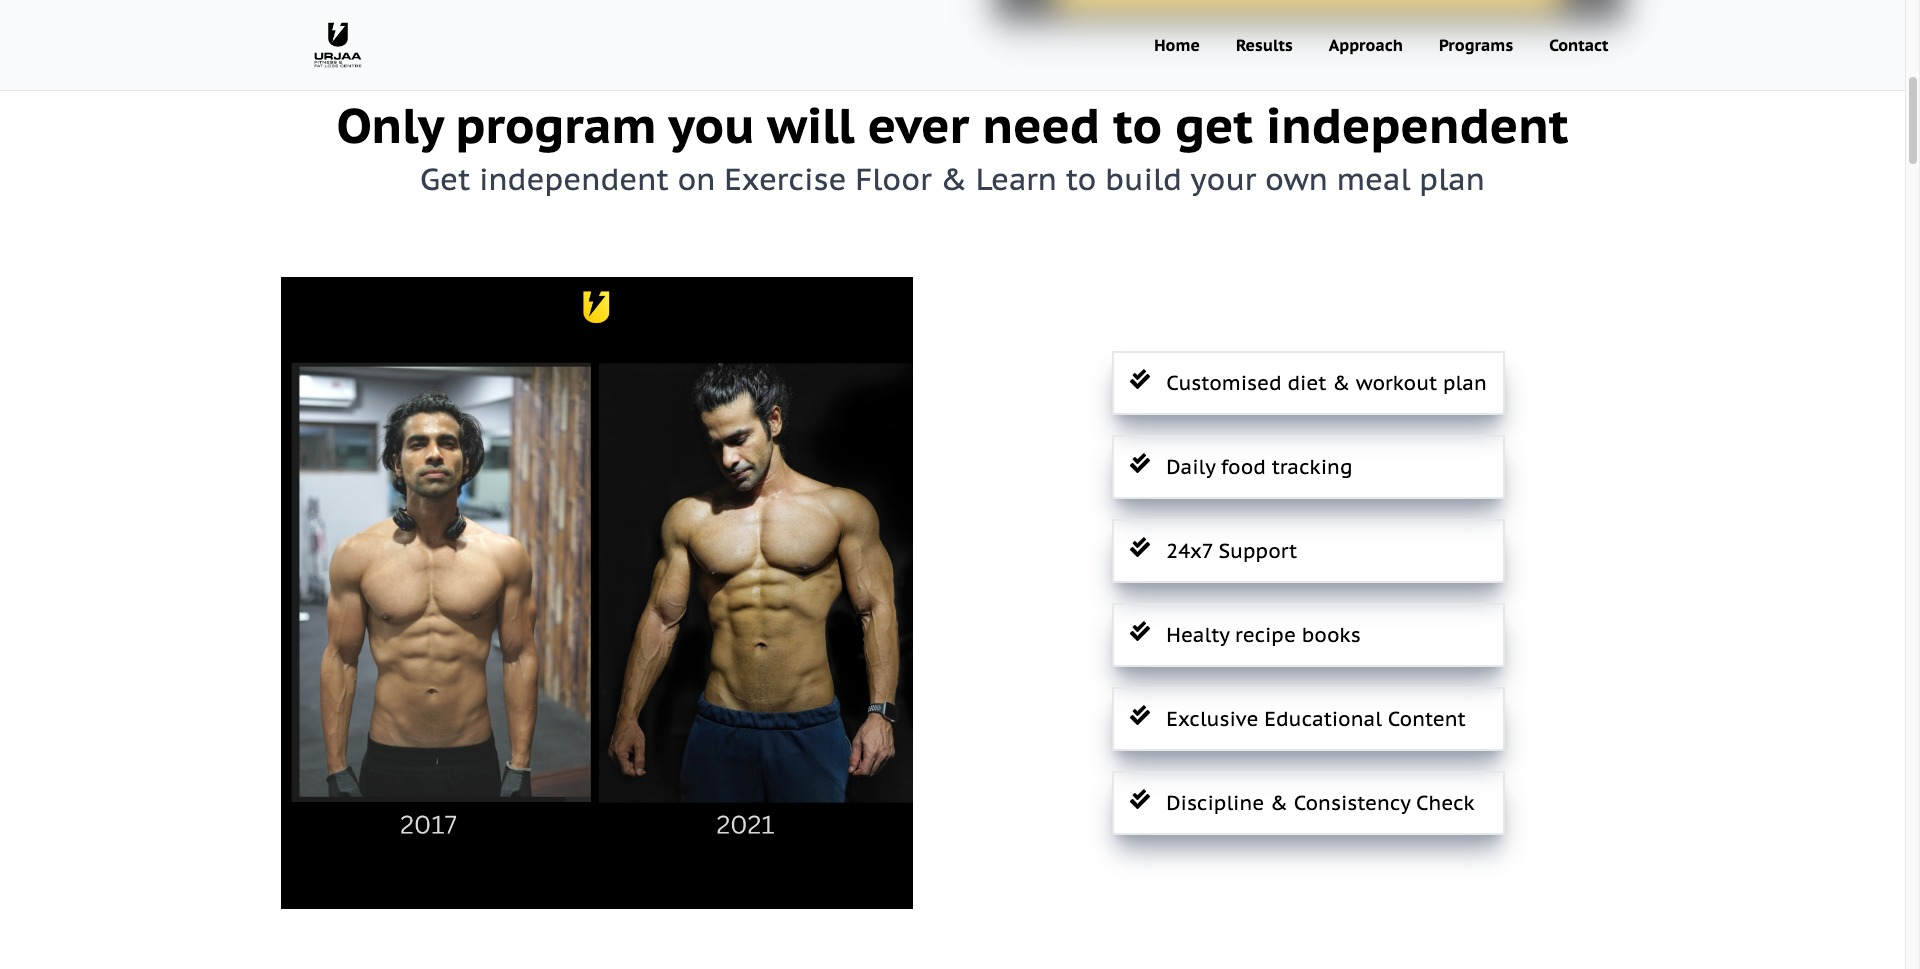 URJAA
FITNESS &
FAT LOSS CENTRE
Home
Results
Approach
Programs
Contact
Only program you will ever need to get independent
Get independent on Exercise Floor & Learn to build your own meal plan
2017
2021
Customised diet & workout plan
Daily food tracking
24x7 Support
Healty recipe books
Exclusive Educational Content
Discipline & Consistency Check